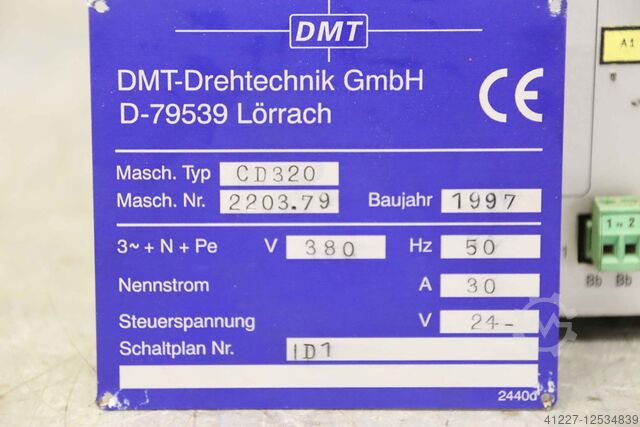 DMT
DMT-Drehtechnik GmbH
D-79539 Lörrach
CE
A1
Masch. Typ CD320
Masch. Nr. 2203.79 Baujahr 1997
3~ + N + Pe V 380 Hz 50
Nennstrom A 30
Steuerspannung V 24-
Schaltplan Nr. ID1
2440d
1 2
1
Bb Bb
41227-12534839